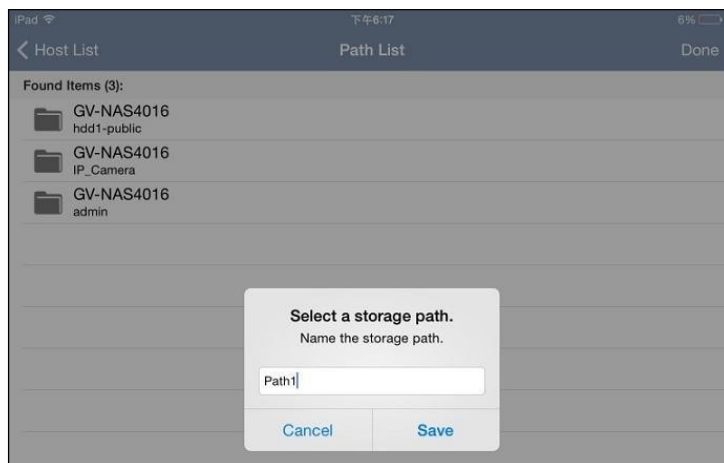 iPad 下午6:17 6%
Host List Path List Done
Found Items (3):
GV-NAS4016
hdd1-public
GV-NAS4016
IP_Camera
GV-NAS4016
admin
Select a storage path.
Name the storage path.
Path1
Cancel Save